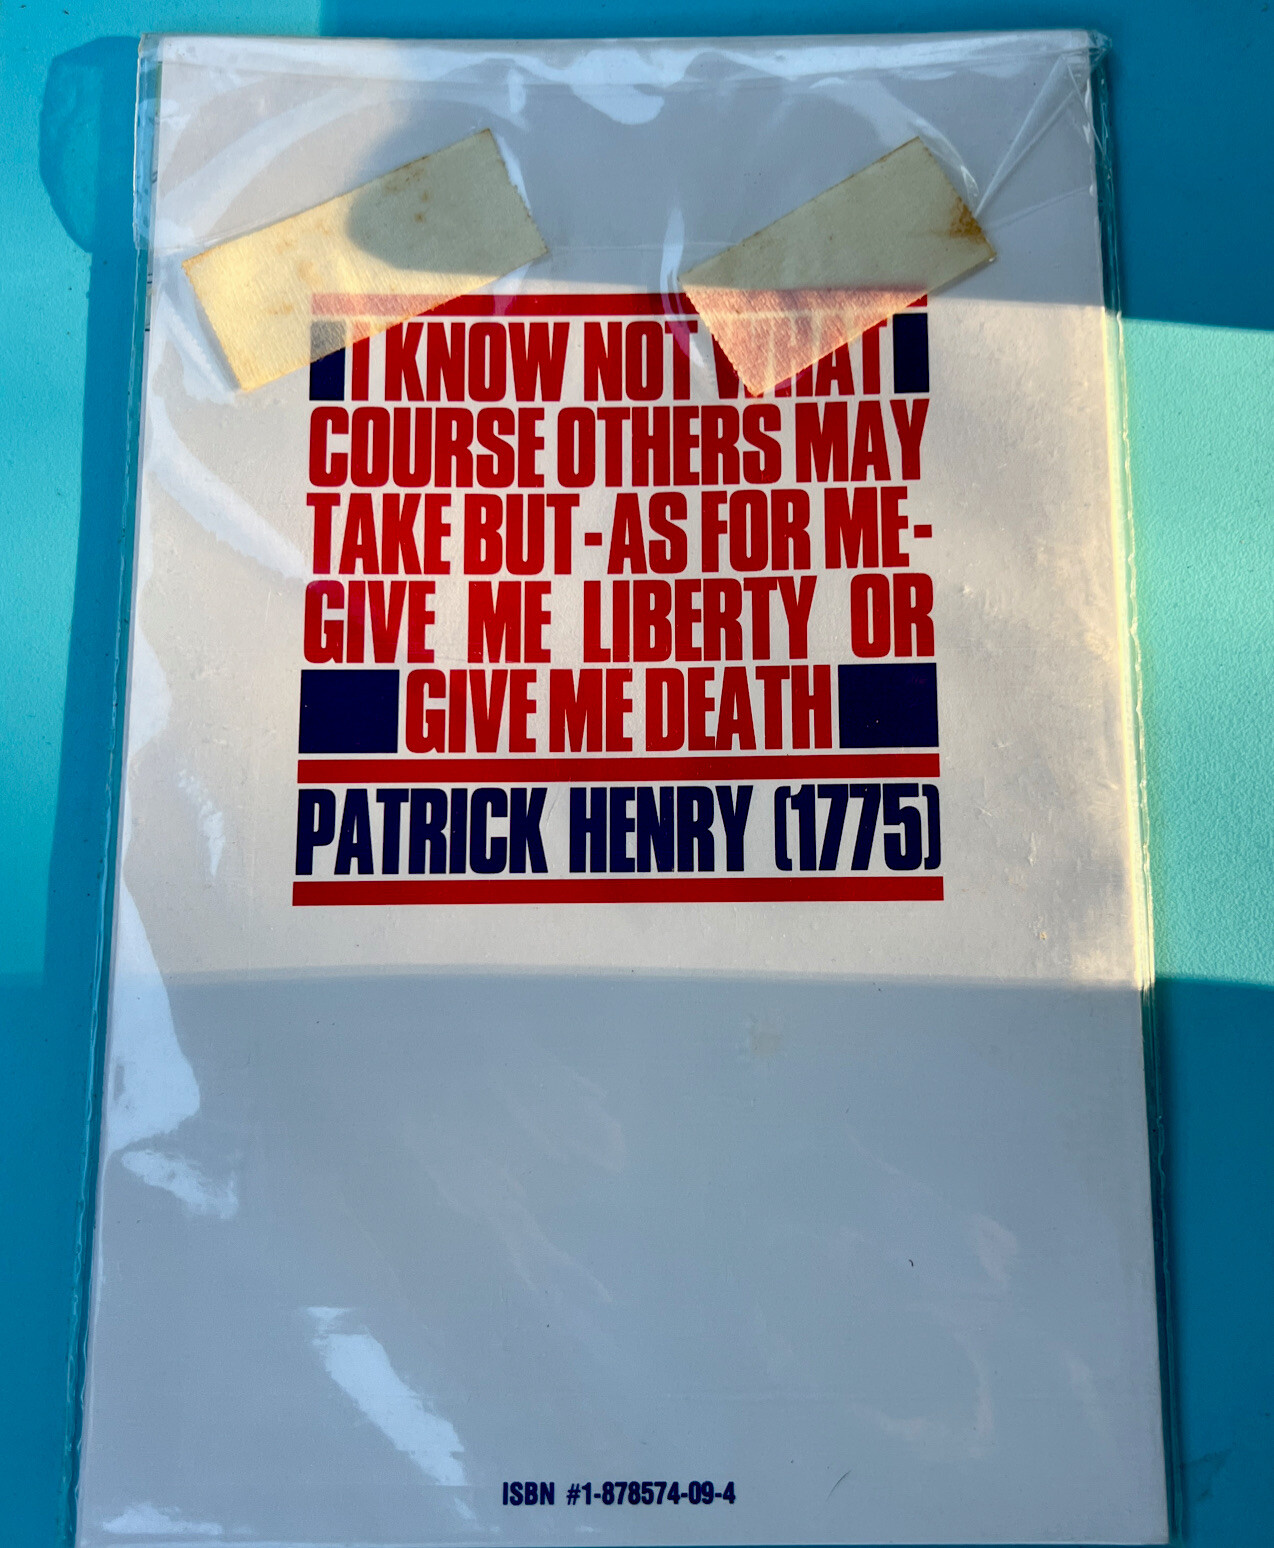 I KNOW NOT WHAT
COURSE OTHERS MAY
TAKE BUT - AS FOR ME -
GIVE ME LIBERTY OR
GIVE ME DEATH
PATRICK HENRY (1775)
ISBN #1-878574-09-4